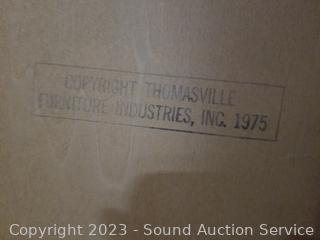 COPYRIGHT THOMASVILLE
FURNITURE INDUSTRIES, INC. 1975
Copyright 2023 - Sound Auction Service